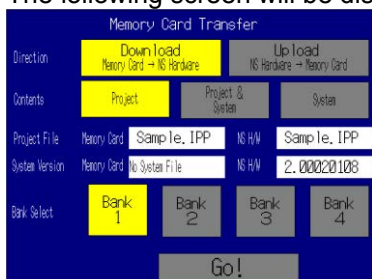 The following screen will be dis
Memory Card Transfer
Direction Download Upload
Memory Card → NS Hardware NS Hardware → Memory Card
Contents Project Project & System System
Project File Memory Card Sample.IPP NS H/W Sample.IPP
System Version Memory Card No System File NS H/W 2.00020108
Bank Select Bank 1 Bank 2 Bank 3 Bank 4
Go!